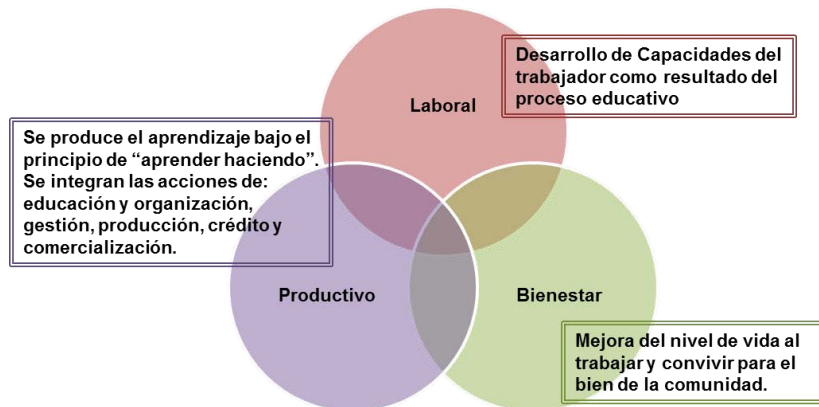 Laboral
Desarrollo de Capacidades del
trabajador como resultado del
proceso educativo
Se produce el aprendizaje bajo el
principio de “aprender haciendo”.
Se integran las acciones de:
educación y organización,
gestión, producción, crédito y
comercialización.
Productivo
Bienestar
Mejora del nivel de vida al
trabajar y convivir para el
bien de la comunidad.